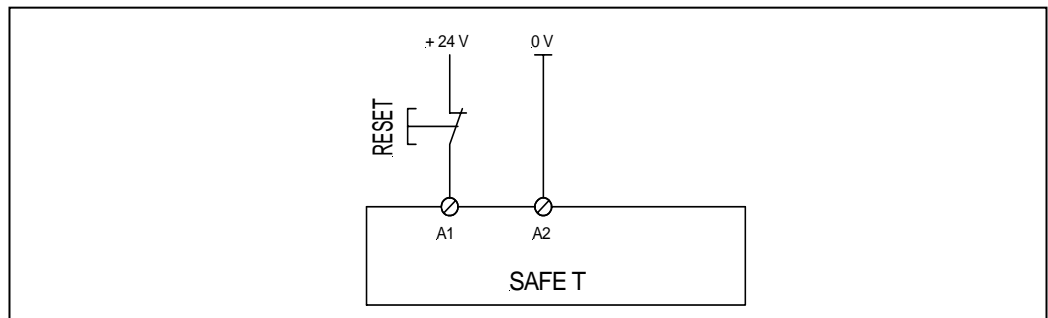 + 24 V
0 V
RESET
A1
A2
SAFE T